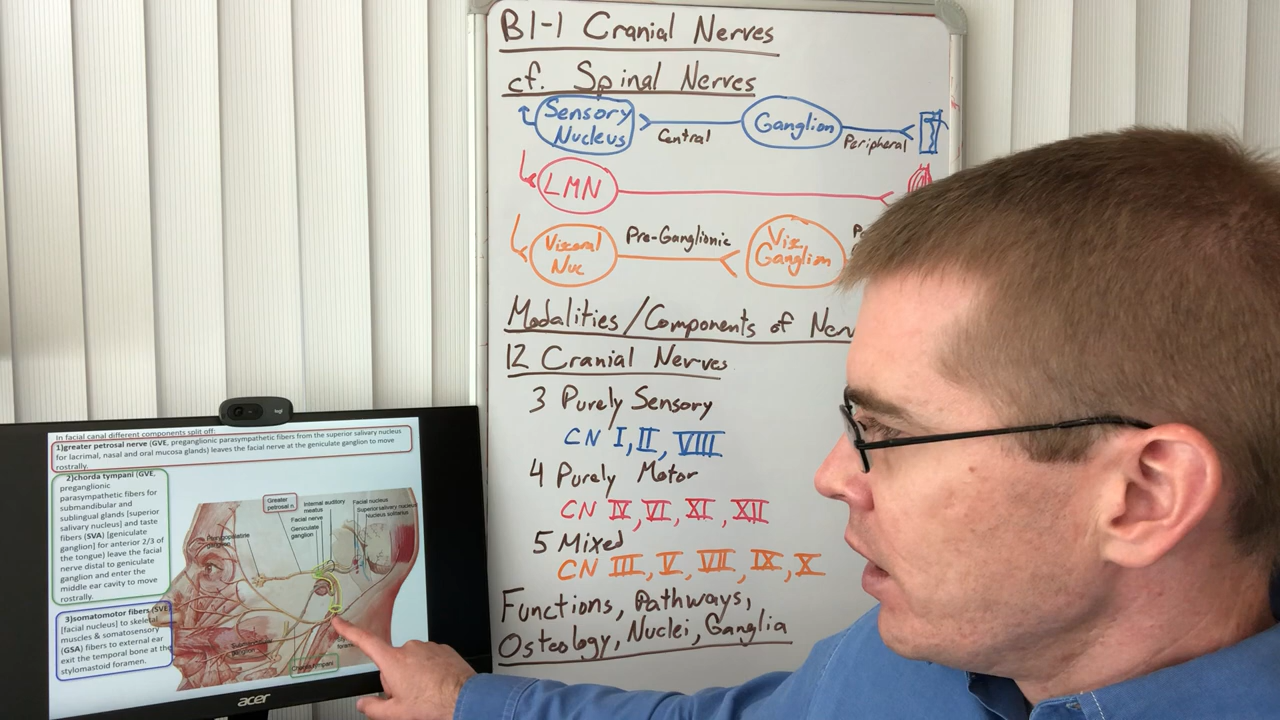 B1-1 Cranial Nerves
cf. Spinal Nerves
Sensory Nucleus
Central
Ganglion
Peripheral
LMN
Visceral Nuc
Pre-Ganglionic
Visc Ganglion
Modalities/Components of Nerv
12 Cranial Nerves
3 Purely Sensory
CN I, II, VIII
4 Purely Motor
CN IV, VI, XI, XII
5 Mixed
CN III, V, VII, IX, X
Functions, Pathways,
Osteology, Nuclei, Ganglia
In facial canal different components split off:
1)greater petrosal nerve (GVE, preganglionic parasympathetic fibers from the superior salivary nucleus
for lacrimal, nasal and oral mucosa glands) leaves the facial nerve at the geniculate ganglion to move
rostrally.
2)chorda tympani (GVE,
preganglionic
parasympathetic fibers for
submandibular and
sublingual glands [superior
salivary nucleus] and taste
fibers (SVA) [geniculate
ganglion] for anterior 2/3 of
the tongue) leave the facial
nerve distal to geniculate
ganglion and enter the
middle ear cavity to move
rostrally.
3)somatomotor fibers (SVE)
[facial nucleus] to skeletal
muscles & somatosensory
(GSA) fibers to external ear
exit the temporal bone at the
stylomastoid foramen.
Greater
petrosal n.
Internal auditory
meatus
Facial nerve
Geniculate
ganglion
Facial nucleus
Superior salivary nucleus
Nucleus solitarius
Pterygopalatine
ganglion
Chorda tympani
acer
logi